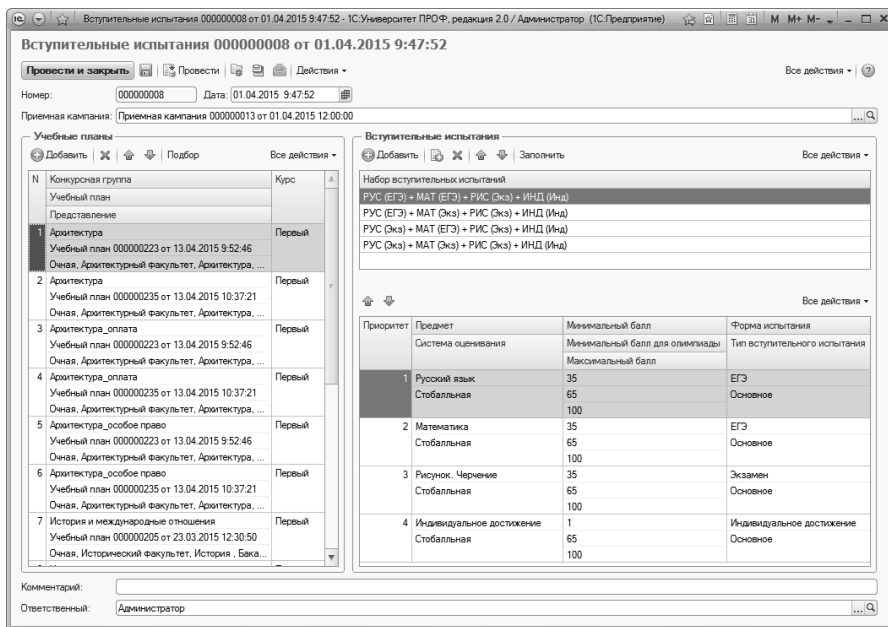 Вступительные испытания 000000008 от 01.04.2015 9:47:52 - 1С:Университет ПРОФ, редакция 2.0 / Администратор (1С:Предприятие) M M+ M-
Вступительные испытания 000000008 от 01.04.2015 9:47:52
Провести и закрыть Провести Действия Все действия
Номер: 000000008 Дата: 01.04.2015 9:47:52
Приемная кампания: Приемная кампания 000000013 от 01.04.2015 12:00:00 ...
Учебные планы
Добавить Подбор Все действия
N Конкурсная группа Курс
Учебный план
Представление
1 Архитектура Первый
Учебный план 000000223 от 13.04.2015 9:52:46
Очная, Архитектурный факультет, Архитектура, ...
2 Архитектура Первый
Учебный план 000000235 от 13.04.2015 10:37:21
Очная, Архитектурный факультет, Архитектура, ...
3 Архитектура_оплата Первый
Учебный план 000000223 от 13.04.2015 9:52:46
Очная, Архитектурный факультет, Архитектура, ...
4 Архитектура_оплата Первый
Учебный план 000000235 от 13.04.2015 10:37:21
Очная, Архитектурный факультет, Архитектура, ...
5 Архитектура_особое право Первый
Учебный план 000000223 от 13.04.2015 9:52:46
Очная, Архитектурный факультет, Архитектура, ...
6 Архитектура_особое право Первый
Учебный план 000000235 от 13.04.2015 10:37:21
Очная, Архитектурный факультет, Архитектура, ...
7 История и международные отношения Первый
Учебный план 000000205 от 23.03.2015 12:30:50
Очная, Исторический факультет, История , Бака...
Вступительные испытания
Добавить Заполнить Все действия
Набор вступительных испытаний
РУС (ЕГЭ) + МАТ (ЕГЭ) + РИС (Экз) + ИНД (Инд)
РУС (ЕГЭ) + МАТ (Экз) + РИС (Экз) + ИНД (Инд)
РУС (Экз) + МАТ (ЕГЭ) + РИС (Экз) + ИНД (Инд)
РУС (Экз) + МАТ (Экз) + РИС (Экз) + ИНД (Инд)
Все действия
Приоритет Предмет Минимальный балл Форма испытания
Система оценивания Минимальный балл для олимпиады Тип вступительного испытания
Максимальный балл
1 Русский язык 35 ЕГЭ
Стобалльная 65 Основное
100
2 Математика 35 ЕГЭ
Стобалльная 65 Основное
100
3 Рисунок. Черчение 35 Экзамен
Стобалльная 65 Основное
100
4 Индивидуальное достижение 1 Индивидуальное достижение
Стобалльная 65 Основное
100
Комментарий:
Ответственный: Администратор ...